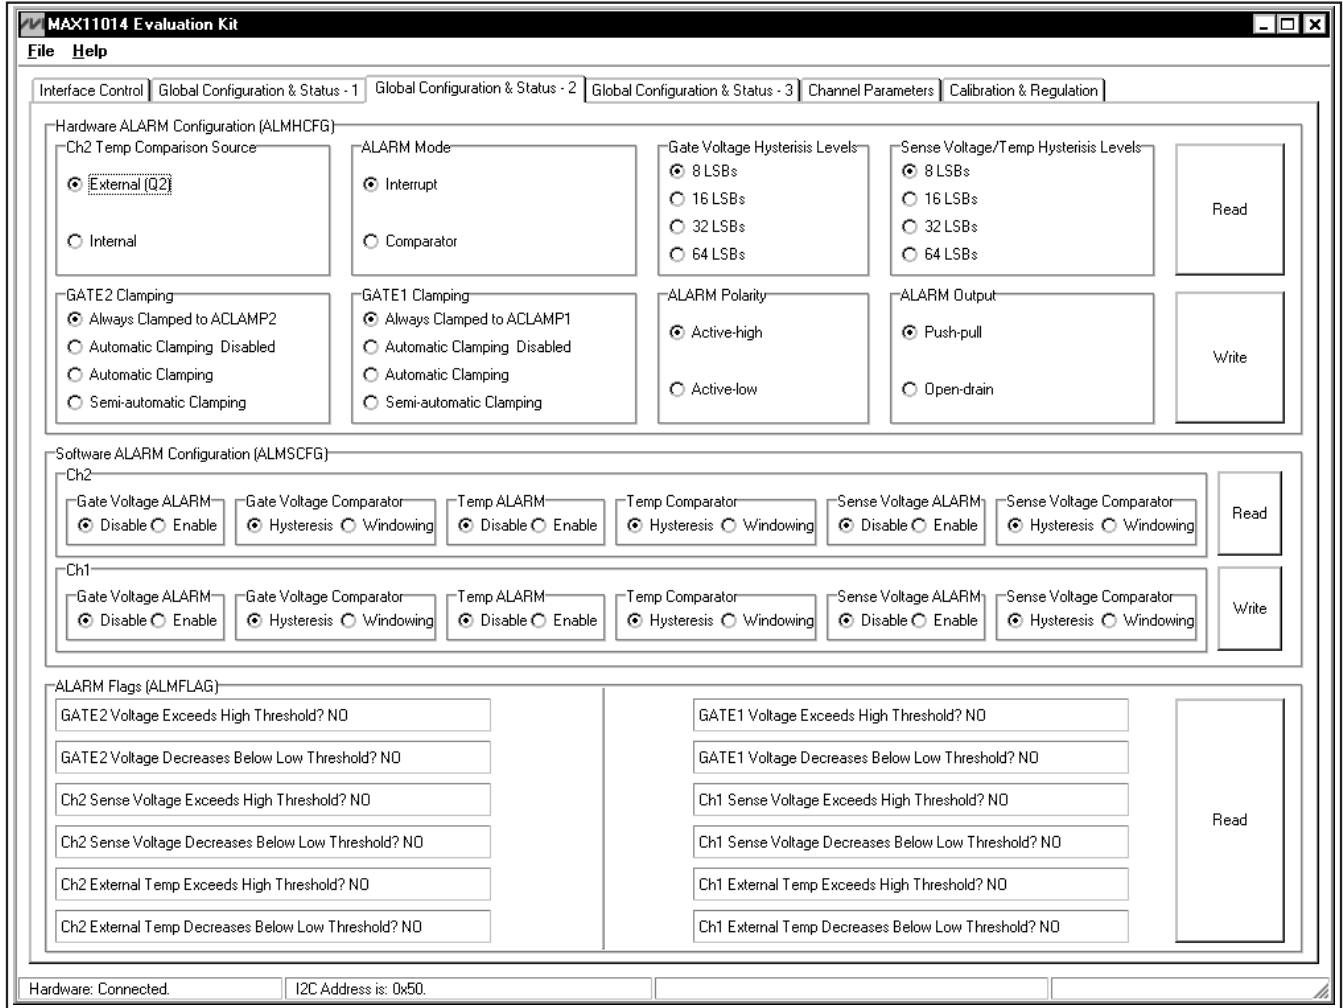 MAX11014 Evaluation Kit
File Help
Interface Control Global Configuration & Status - 1 Global Configuration & Status - 2 Global Configuration & Status - 3 Channel Parameters Calibration & Regulation
Hardware ALARM Configuration (ALMHCFG)
Ch2 Temp Comparison Source
External (Q2)
Internal
ALARM Mode
Interrupt
Comparator
Gate Voltage Hysterisis Levels
8 LSBs
16 LSBs
32 LSBs
64 LSBs
Sense Voltage/Temp Hysterisis Levels
8 LSBs
16 LSBs
32 LSBs
64 LSBs
Read
GATE2 Clamping
Always Clamped to ACLAMP2
Automatic Clamping Disabled
Automatic Clamping
Semi-automatic Clamping
GATE1 Clamping
Always Clamped to ACLAMP1
Automatic Clamping Disabled
Automatic Clamping
Semi-automatic Clamping
ALARM Polarity
Active-high
Active-low
ALARM Output
Push-pull
Open-drain
Write
Software ALARM Configuration (ALMSCFG)
Ch2
Gate Voltage ALARM Gate Voltage Comparator Temp ALARM Temp Comparator Sense Voltage ALARM Sense Voltage Comparator
Disable Enable Hysteresis Windowing Disable Enable Hysteresis Windowing Disable Enable Hysteresis Windowing
Read
Ch1
Gate Voltage ALARM Gate Voltage Comparator Temp ALARM Temp Comparator Sense Voltage ALARM Sense Voltage Comparator
Disable Enable Hysteresis Windowing Disable Enable Hysteresis Windowing Disable Enable Hysteresis Windowing
Write
ALARM Flags (ALMFLAG)
GATE2 Voltage Exceeds High Threshold? NO
GATE2 Voltage Decreases Below Low Threshold? NO
Ch2 Sense Voltage Exceeds High Threshold? NO
Ch2 Sense Voltage Decreases Below Low Threshold? NO
Ch2 External Temp Exceeds High Threshold? NO
Ch2 External Temp Decreases Below Low Threshold? NO
GATE1 Voltage Exceeds High Threshold? NO
GATE1 Voltage Decreases Below Low Threshold? NO
Ch1 Sense Voltage Exceeds High Threshold? NO
Ch1 Sense Voltage Decreases Below Low Threshold? NO
Ch1 External Temp Exceeds High Threshold? NO
Ch1 External Temp Decreases Below Low Threshold? NO
Read
Hardware: Connected. I2C Address is: 0x50.